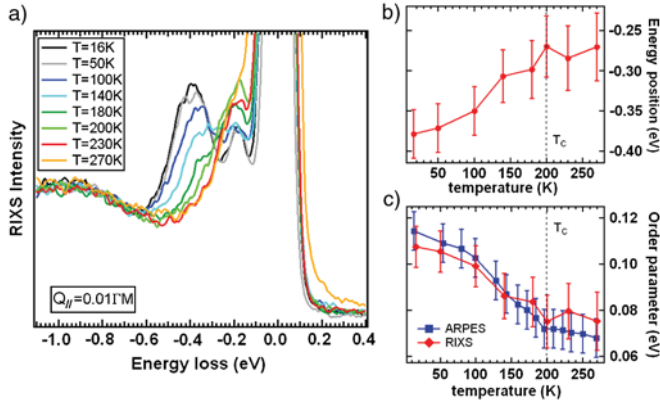 a)
T=16K
T=50K
T=100K
T=140K
T=180K
T=200K
T=230K
T=270K
RIXS Intensity
Q//=0.01ΓM
-1.0 -0.8 -0.6 -0.4 -0.2 0.0 0.2 0.4
Energy loss (eV)
b)
-0.25
-0.30
-0.35
-0.40
Energy position (eV)
Tc
50 100 150 200 250
temperature (K)
c)
0.12
0.10
0.08
0.06
Order parameter (eV)
Tc
ARPES
RIXS
50 100 150 200 250
temperature (K)